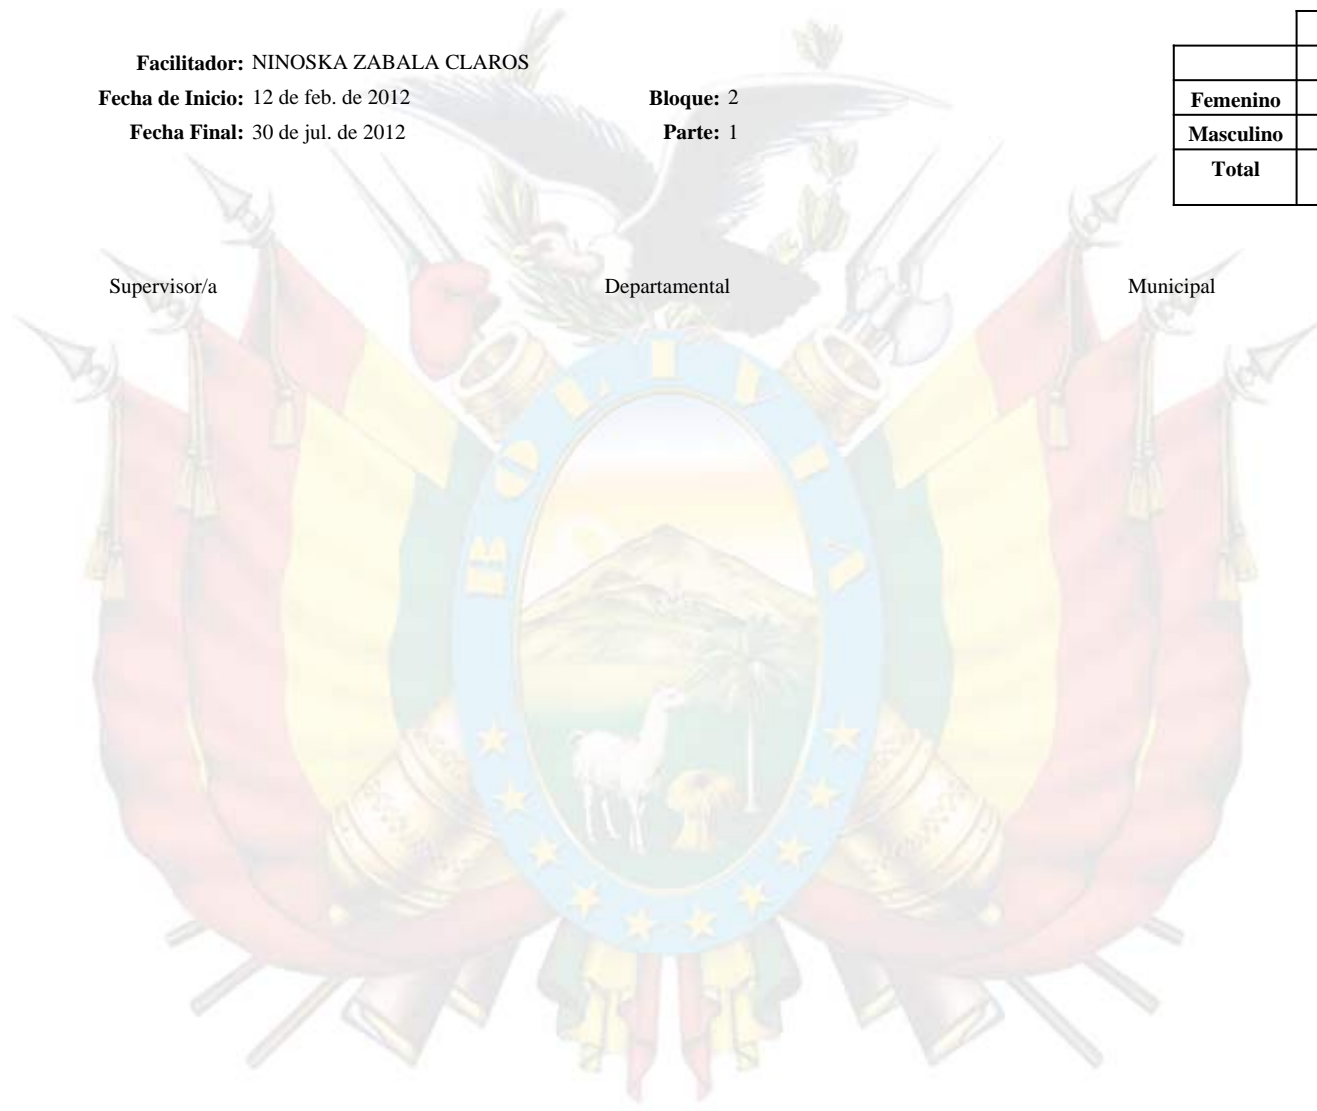 Facilitador: NINOSKA ZABALA CLAROS
Fecha de Inicio: 12 de feb. de 2012 Bloque: 2
Fecha Final: 30 de jul. de 2012 Parte: 1
Femenino
Masculino
Total
Supervisor/a Departamental Municipal
BOLIVIA